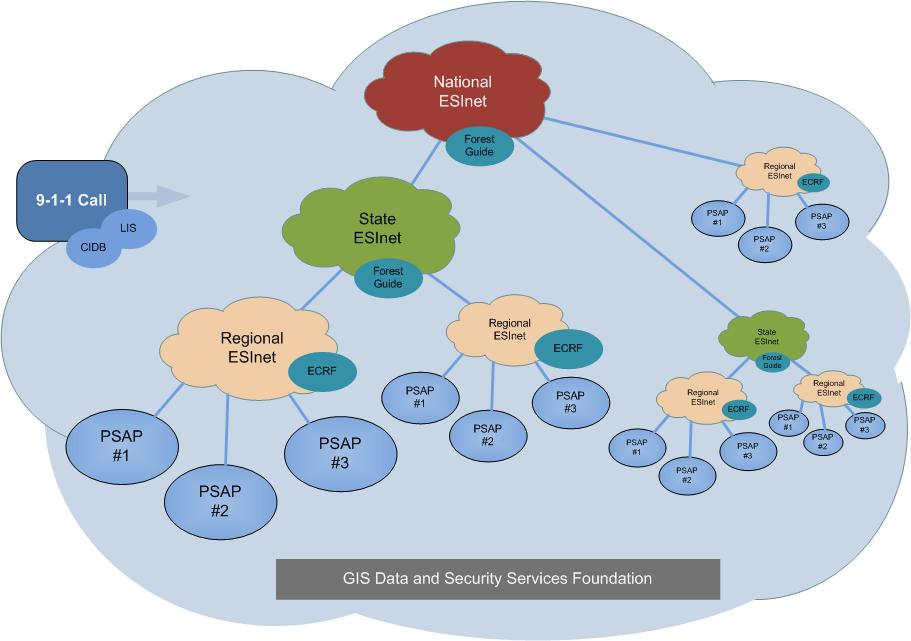 National
ESInet
Forest
Guide
9-1-1 Call
LIS
CIDB
State
ESInet
Forest
Guide
Regional
ESInet
ECRF
PSAP
#1
PSAP
#2
PSAP
#3
Regional
ESInet
ECRF
PSAP
#1
PSAP
#2
PSAP
#3
Regional
ESInet
ECRF
PSAP
#1
PSAP
#2
PSAP
#3
State
ESInet
Forest
Guide
Regional
ESInet
ECRF
PSAP
#1
PSAP
#2
PSAP
#3
Regional
ESInet
ECRF
PSAP
#1
PSAP
#2
PSAP
#3
GIS Data and Security Services Foundation